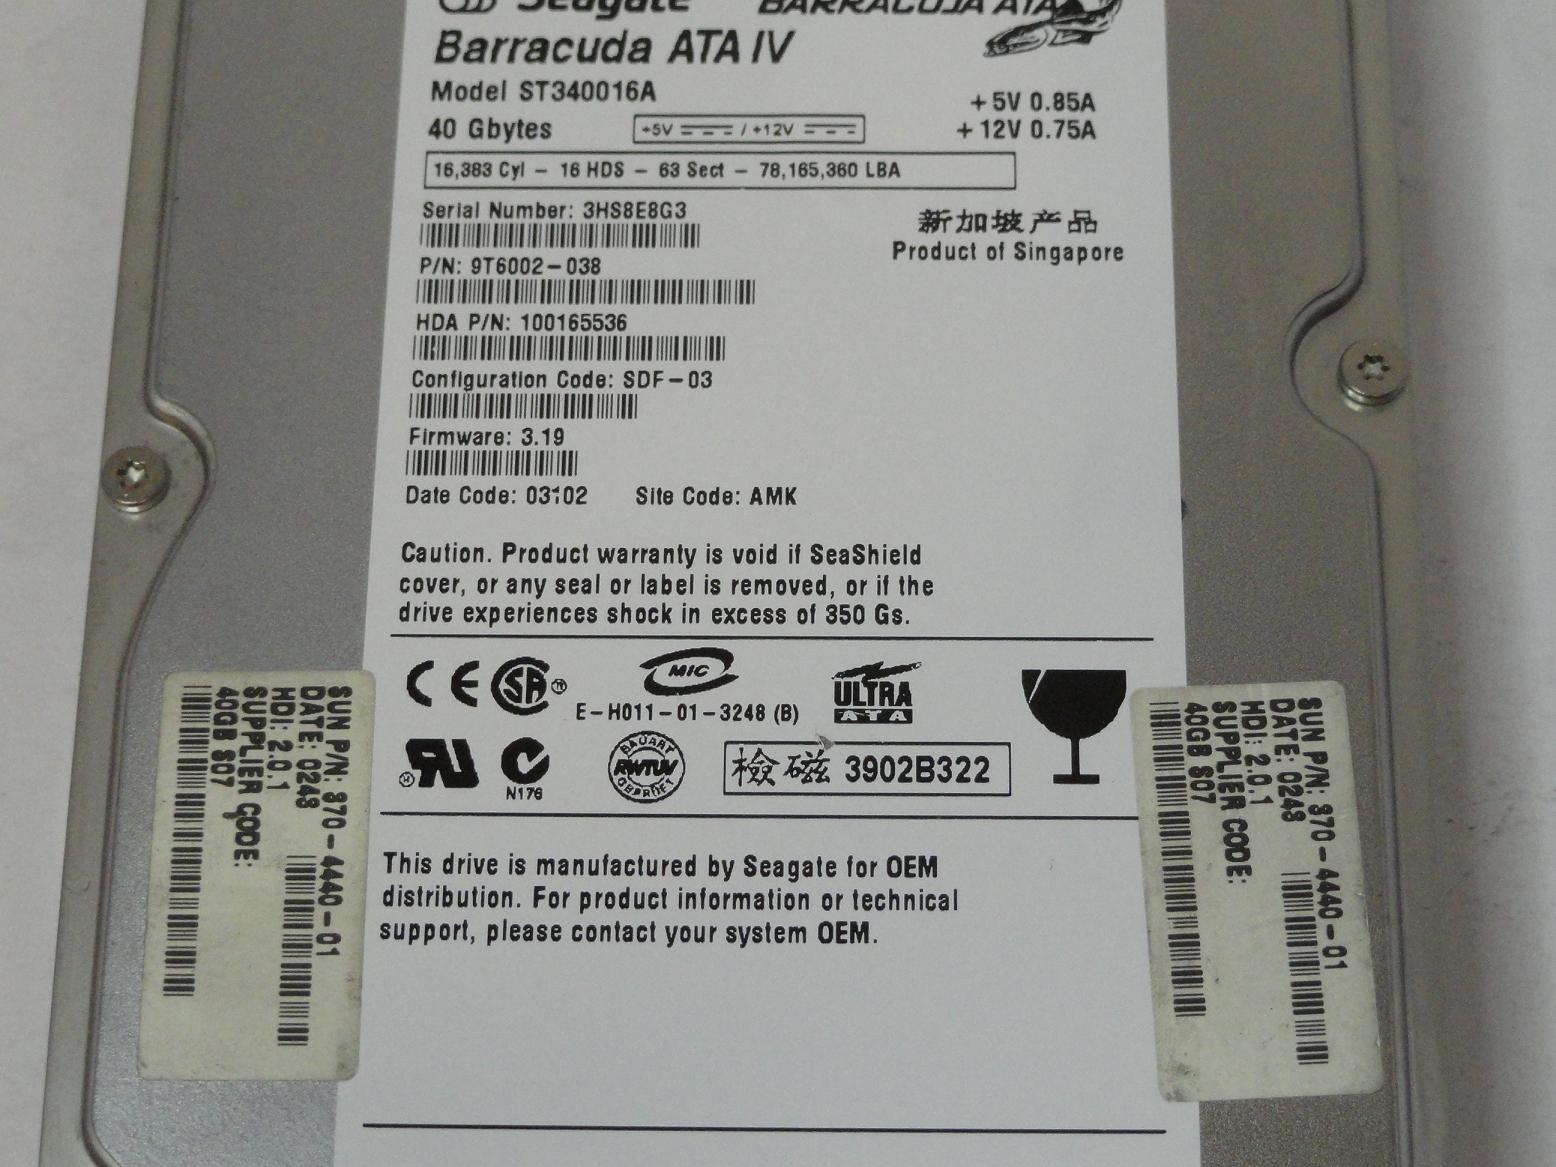 Seagate BARRACUDA ATA
Barracuda ATA IV
Model ST340016A
+5V 0.85A
40 Gbytes
+5V / +12V
+12V 0.75A
16,383 Cyl – 16 HDS – 63 Sect – 78,165,360 LBA
Serial Number: 3HS8E8G3
新加坡产品
Product of Singapore
P/N: 9T6002-038
HDA P/N: 100165536
Configuration Code: SDF-03
Firmware: 3.19
Date Code: 03102 Site Code: AMK
Caution. Product warranty is void if SeaShield
cover, or any seal or label is removed, or if the
drive experiences shock in excess of 350 Gs.
CE SA MIC ULTRA
ATA
E-H011-01-3248 (B)
BAUART
RWTUV
GEPRUFT
N176
檢磁 3902B322
This drive is manufactured by Seagate for OEM
distribution. For product information or technical
support, please contact your system OEM.
SUN P/N: 370-4440-01
DATE: 0248
HDI: 2.0.1
SUPPLIER CODE:
40GB S07
SUN P/N: 370-4440-01
DATE: 0248
HDI: 2.0.1
SUPPLIER CODE:
40GB S07